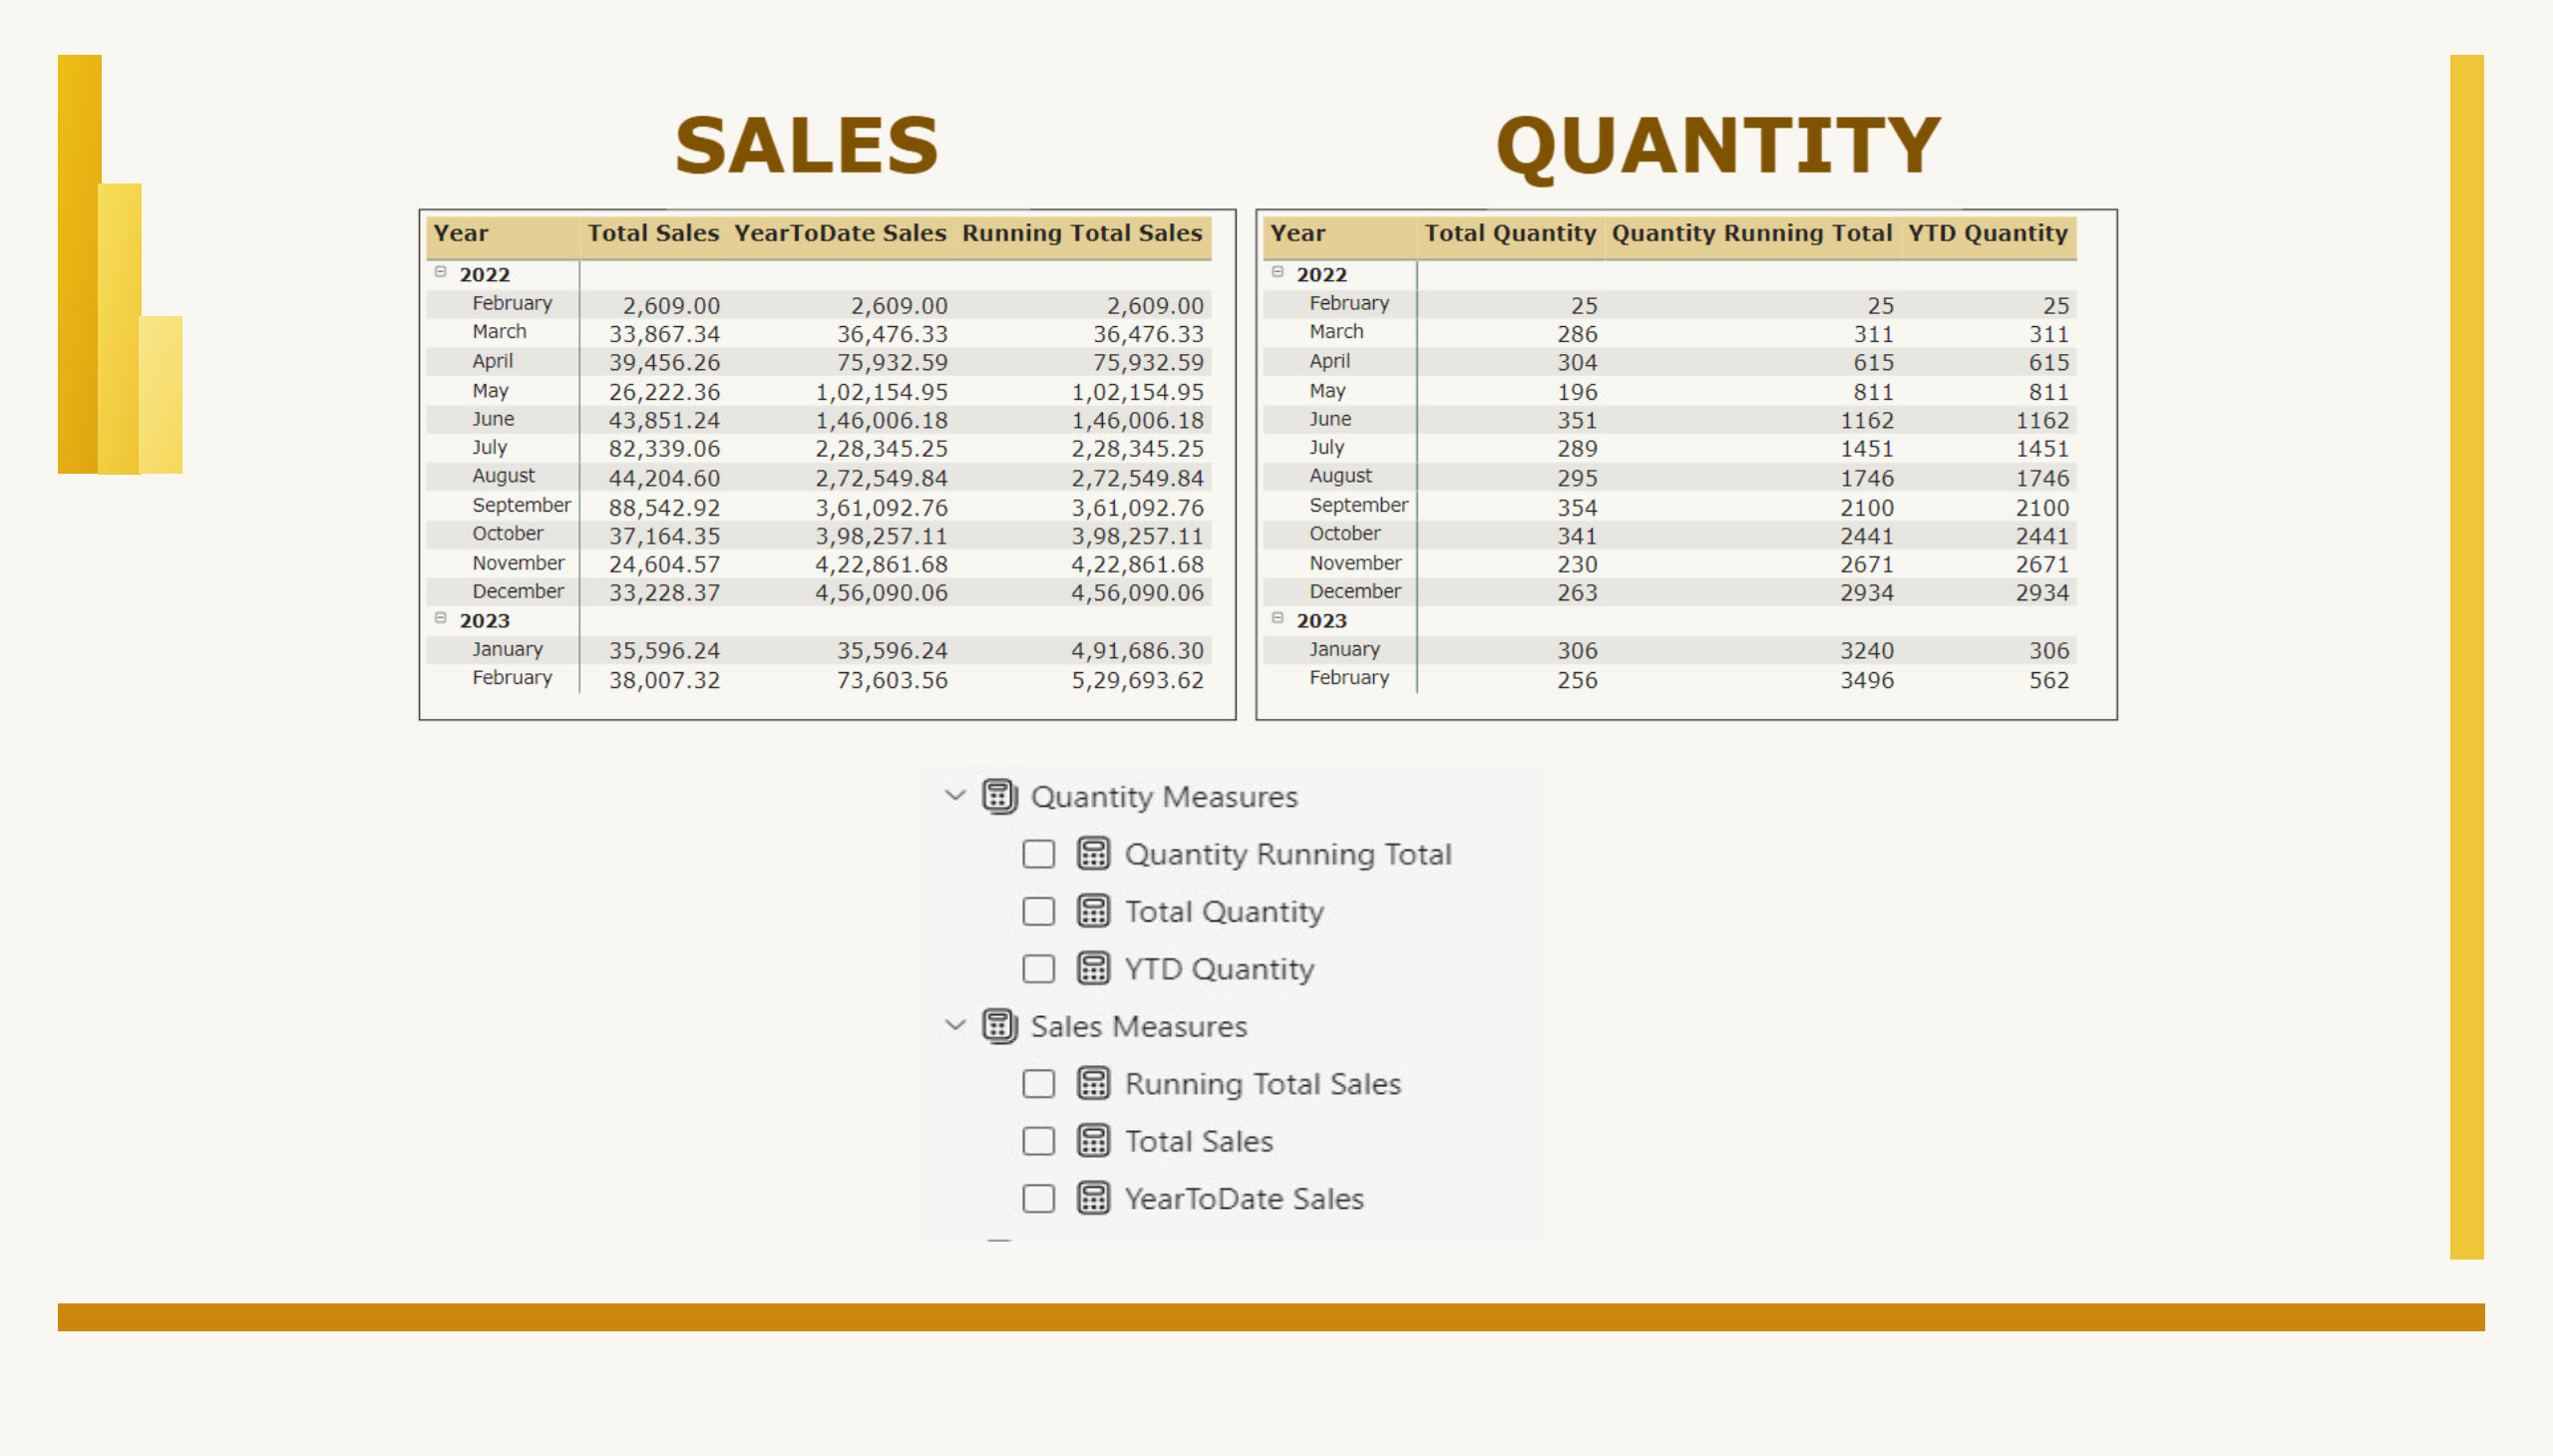 SALES
QUANTITY
Year Total Sales YearToDate Sales Running Total Sales
2022
February 2,609.00 2,609.00 2,609.00
March 33,867.34 36,476.33 36,476.33
April 39,456.26 75,932.59 75,932.59
May 26,222.36 1,02,154.95 1,02,154.95
June 43,851.24 1,46,006.18 1,46,006.18
July 82,339.06 2,28,345.25 2,28,345.25
August 44,204.60 2,72,549.84 2,72,549.84
September 88,542.92 3,61,092.76 3,61,092.76
October 37,164.35 3,98,257.11 3,98,257.11
November 24,604.57 4,22,861.68 4,22,861.68
December 33,228.37 4,56,090.06 4,56,090.06
2023
January 35,596.24 35,596.24 4,91,686.30
February 38,007.32 73,603.56 5,29,693.62
Year Total Quantity Quantity Running Total YTD Quantity
2022
February 25 25 25
March 286 311 311
April 304 615 615
May 196 811 811
June 351 1162 1162
July 289 1451 1451
August 295 1746 1746
September 354 2100 2100
October 341 2441 2441
November 230 2671 2671
December 263 2934 2934
2023
January 306 3240 306
February 256 3496 562
Quantity Measures
Quantity Running Total
Total Quantity
YTD Quantity
Sales Measures
Running Total Sales
Total Sales
YearToDate Sales